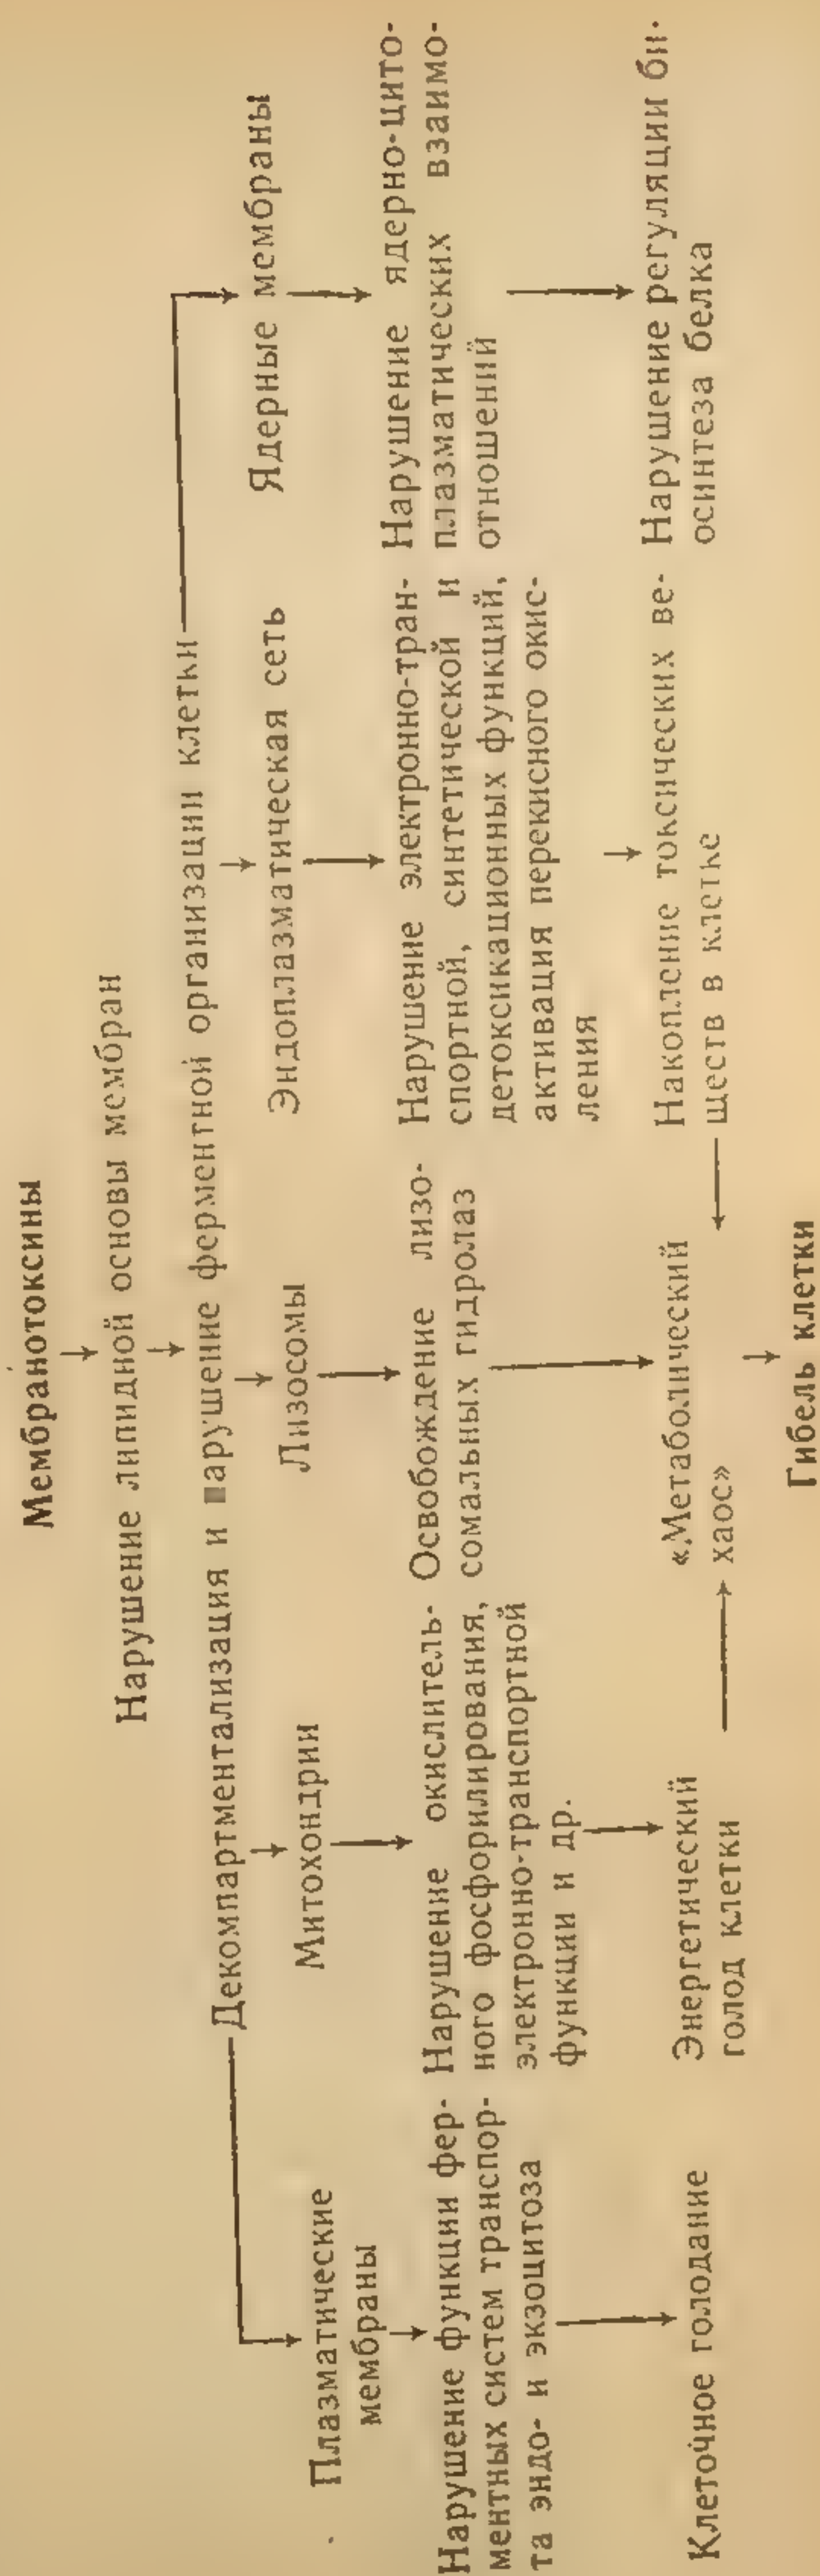 Мембранотоксины
Нарушение липидной основы мембран
Декомпартментализация и нарушение ферментной организации клетки
Плазматические
мембраны
Митохондрии
Лизосомы
Эндоплазматическая сеть
Ядерные мембраны
Нарушение функции фер-
ментных систем транспор-
та эндо- и экзоцитоза
Нарушение окислитель-
ного фосфорилирования,
электронно-транспортной
функции и др.
Освобождение лизо-
сомальных гидролаз
Нарушение электронно-тран-
спортной, синтетической и
детоксикационных функций,
активация перекисного окис-
ления
Нарушение ядерно-цито-
плазматических взаимо-
отношений
Клеточное голодание
Энергетический
голод клетки
«Метаболический
хаос»
Накопление токсических ве-
ществ в клетке
Нарушение регуляции би-
осинтеза белка
Гибель клетки